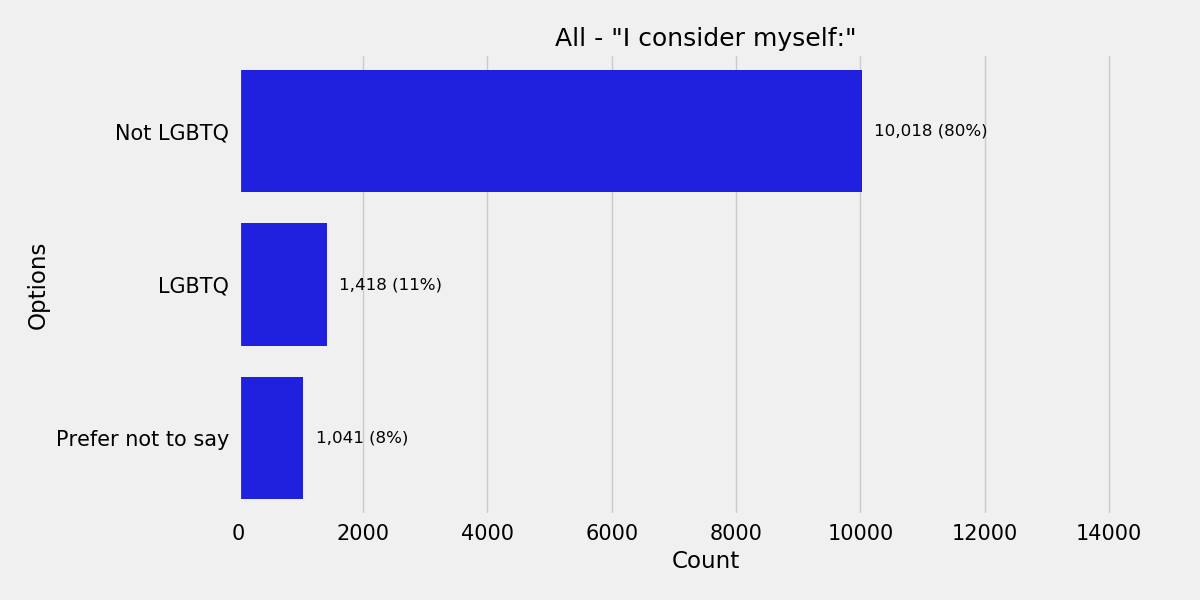 All - "I consider myself:"
Not LGBTQ
10,018 (80%)
LGBTQ
1,418 (11%)
Prefer not to say
1,041 (8%)
Options
0 2000 4000 6000 8000 10000 12000 14000
Count